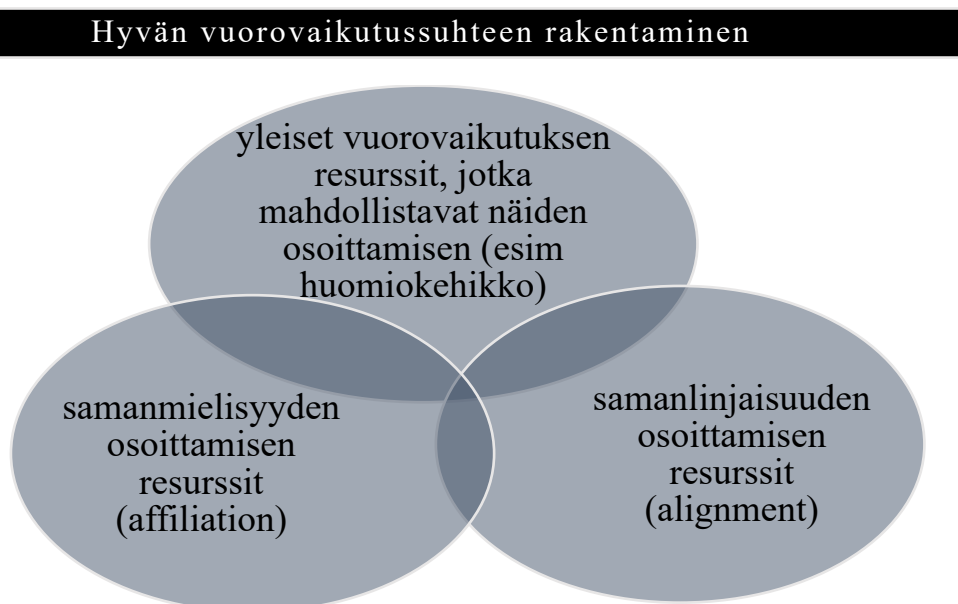 Hyvän vuorovaikutussuhteen rakentaminen
yleiset vuorovaikutuksen
resurssit, jotka
mahdollistavat näiden
osoittamisen (esim
huomiokehikko)
samanmielisyyden
osoittamisen
resurssit
(affiliation)
samanlinjaisuuden
osoittamisen
resurssit
(alignment)